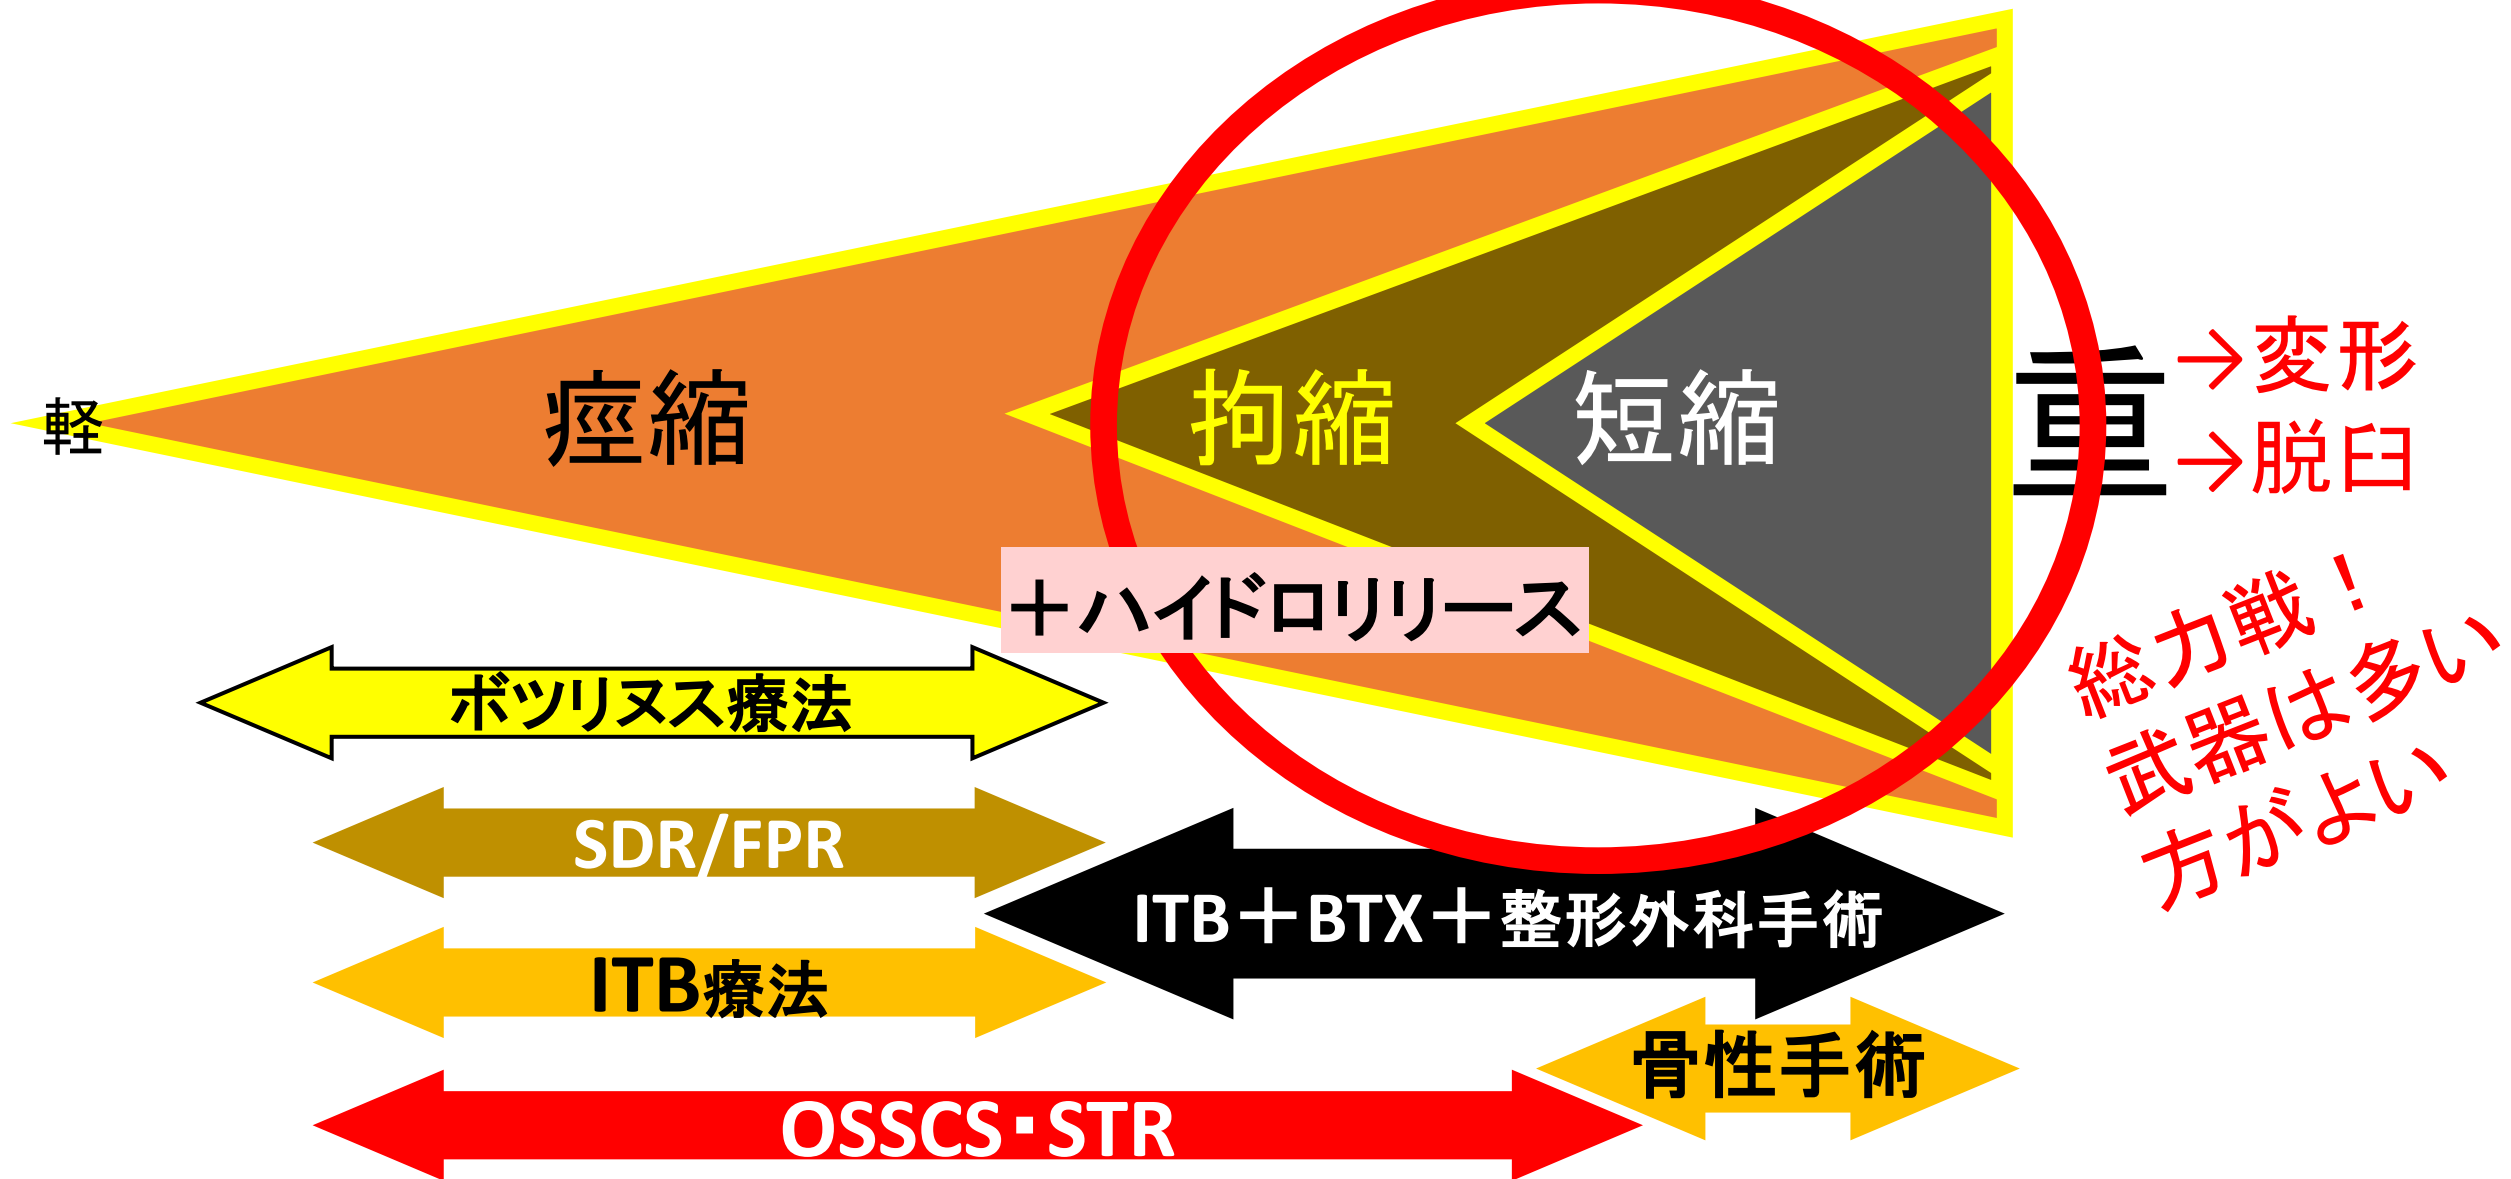 軽
痙縮
拘縮
極縮
重
→変形
→脱臼
＋ハイドロリリース
総力戦！
武器は多い
方がよい
ボツリヌス療法
SDR/FPR
ITB＋BTX＋整形外科手術
ITB療法
骨性手術
OSSCS・STR